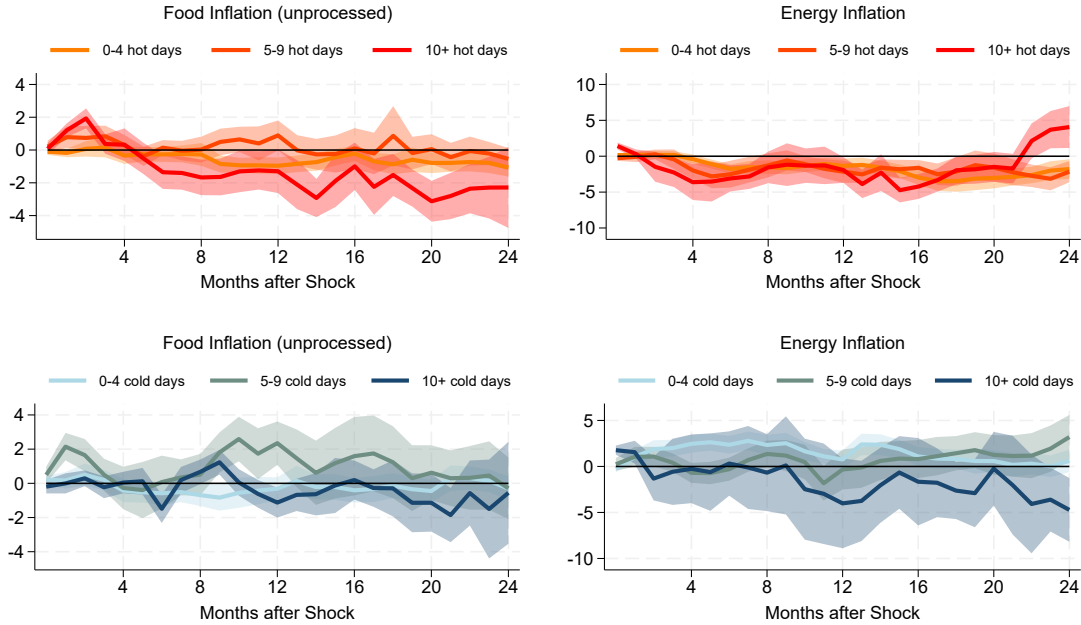 Food Inflation (unprocessed)
0-4 hot days 5-9 hot days 10+ hot days
4
2
0
-2
-4
4 8 12 16 20 24
Months after Shock
Energy Inflation
0-4 hot days 5-9 hot days 10+ hot days
10
5
0
-5
-10
4 8 12 16 20 24
Months after Shock
Food Inflation (unprocessed)
0-4 cold days 5-9 cold days 10+ cold days
4
2
0
-2
-4
4 8 12 16 20 24
Months after Shock
Energy Inflation
0-4 cold days 5-9 cold days 10+ cold days
5
0
-5
-10
4 8 12 16 20 24
Months after Shock